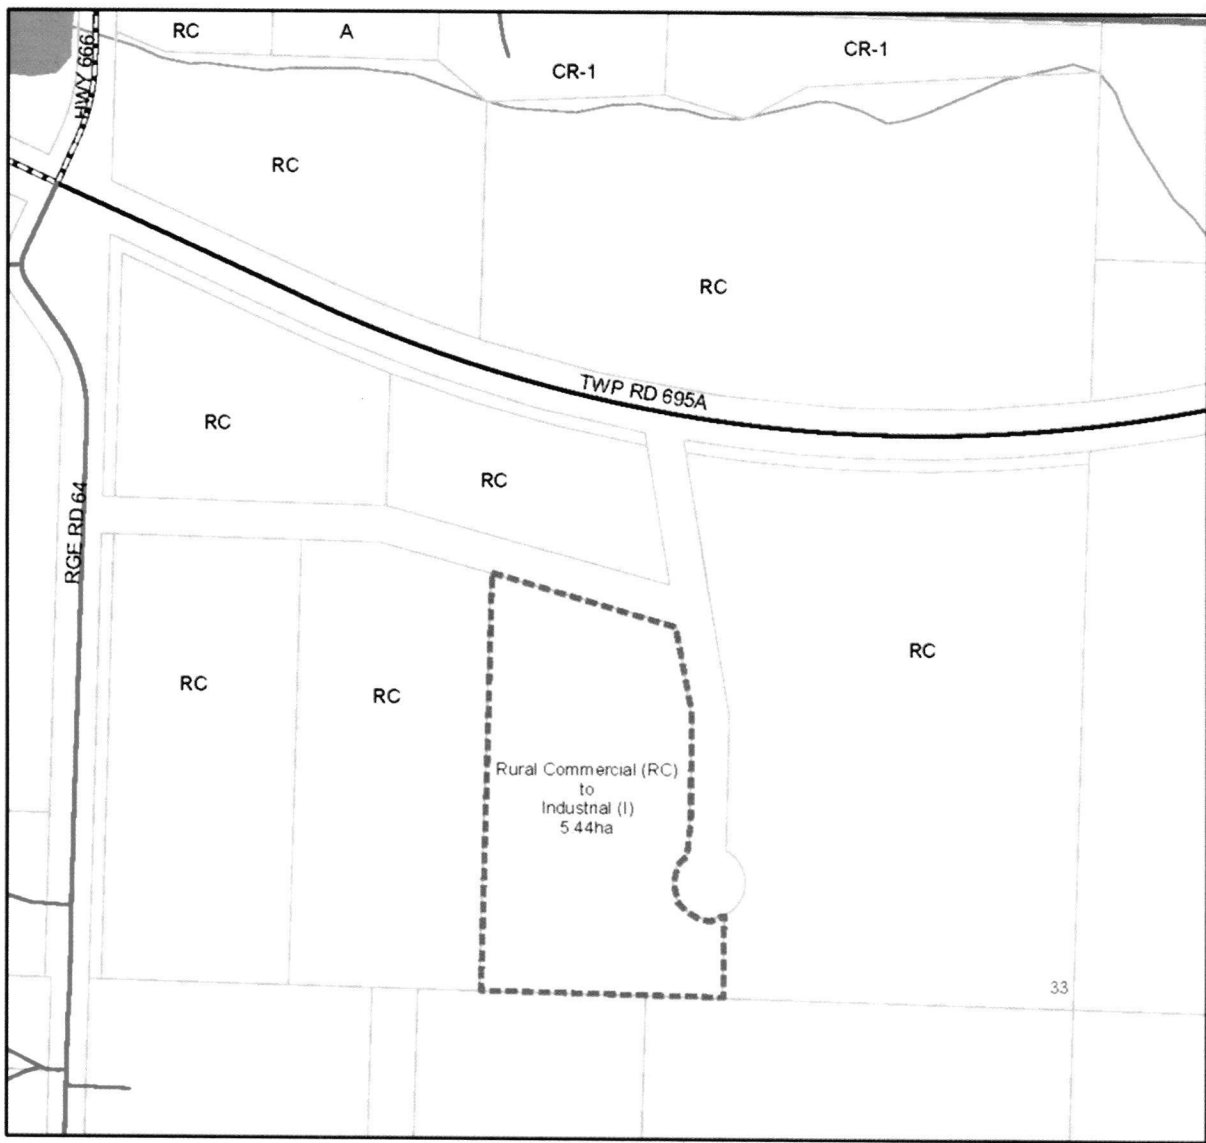 RC
A
CR-1
CR-1
HWY 666
RC
RC
TWP RD 695A
RC
RC
RGE RD 64
RC
RC
RC
Rural Commercial (RC)
to
Industrial (I)
5.44ha
33